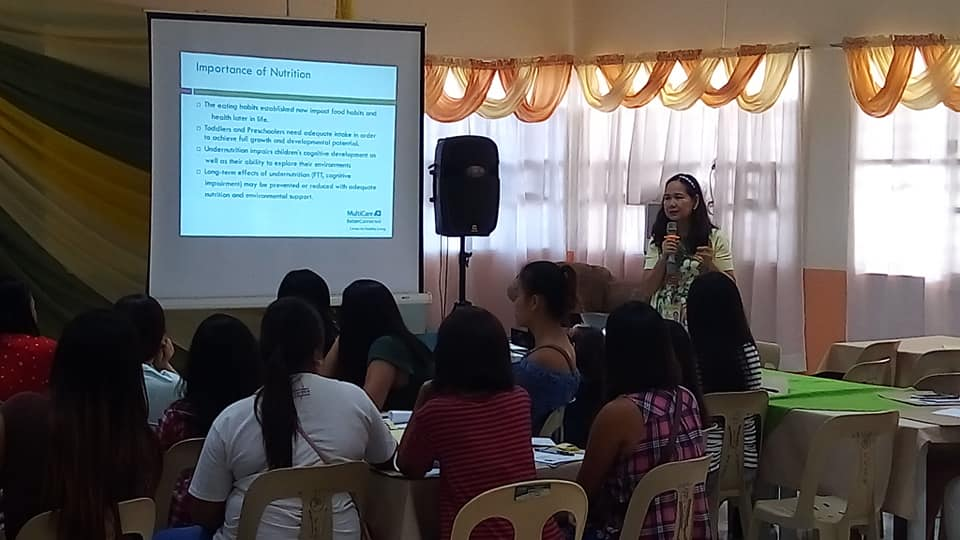 Importance of Nutrition
The eating habits established now impact food habits and
health later in life.
Toddlers and Preschoolers need adequate intake in order
to achieve full growth and developmental potential.
Undernutrition impairs children's cognitive development as
well as their ability to explore their environments
Long-term effects of undernutrition (FTT, cognitive
impairment) may be prevented or reduced with adequate
nutrition and environmental support.
MultiCare
BetterConnected